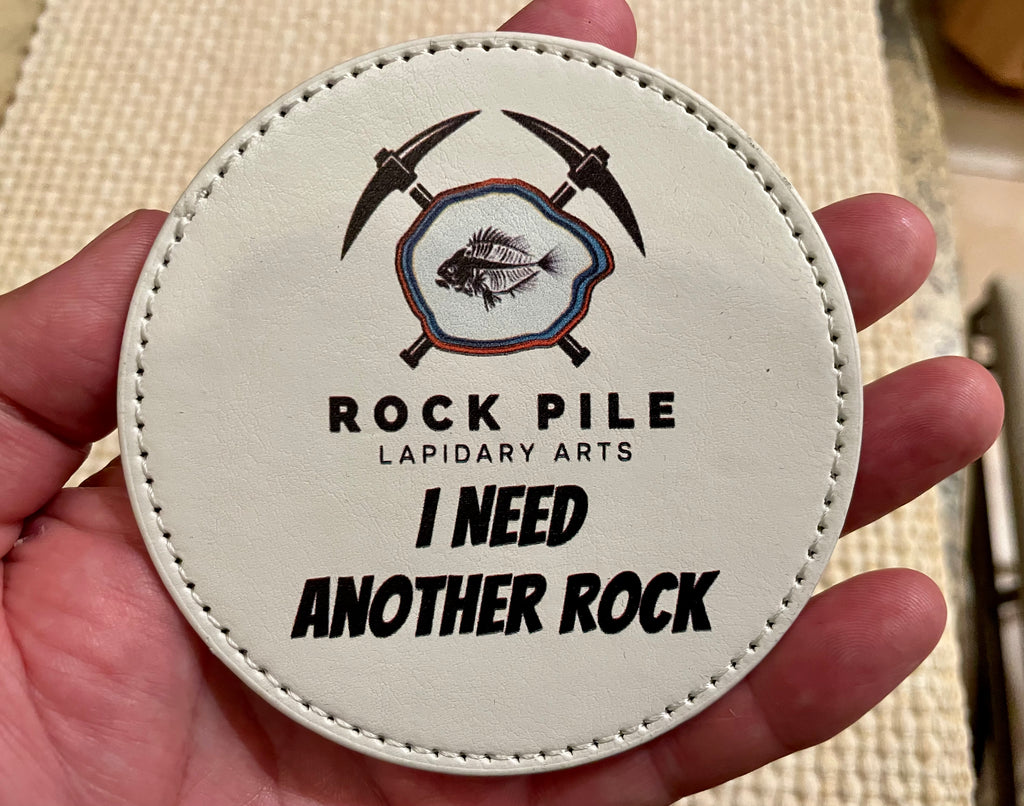 ROCK PILE
LAPIDARY ARTS
I NEED
ANOTHER ROCK